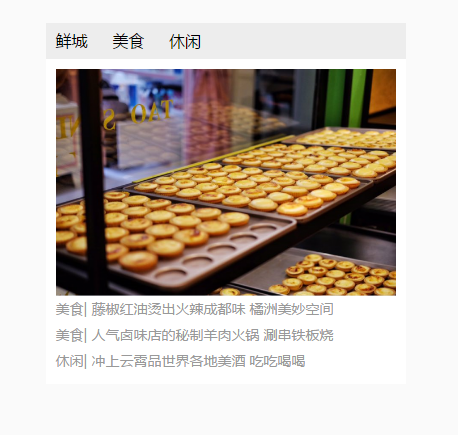 鲜城 美食 休闲
TAO S
美食| 藤椒红油烫出火辣成都味 橘洲美妙空间
美食| 人气卤味店的秘制羊肉火锅 涮串铁板烧
休闲| 冲上云霄品世界各地美酒 吃吃喝喝